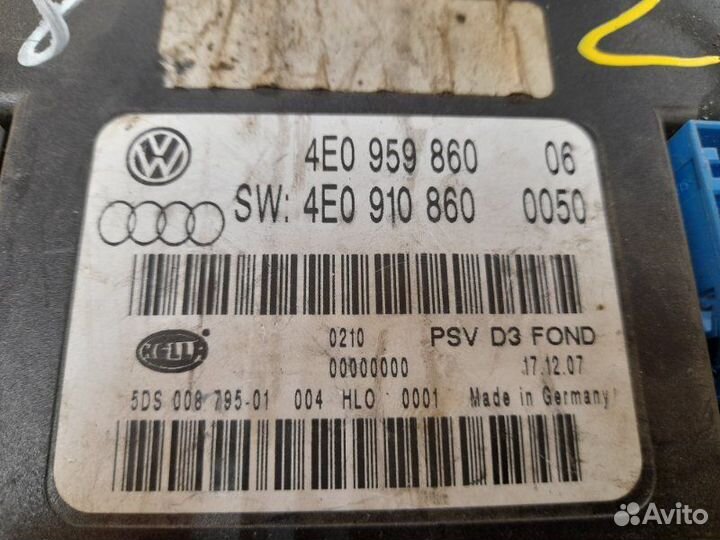 4E0 959 860 06
SW: 4E0 910 860 0050
HELLA
0210 PSV D3 FOND
00000000 17.12.07
5DS 008 795-01 004 HLO 0001 Made in Germany
Avito